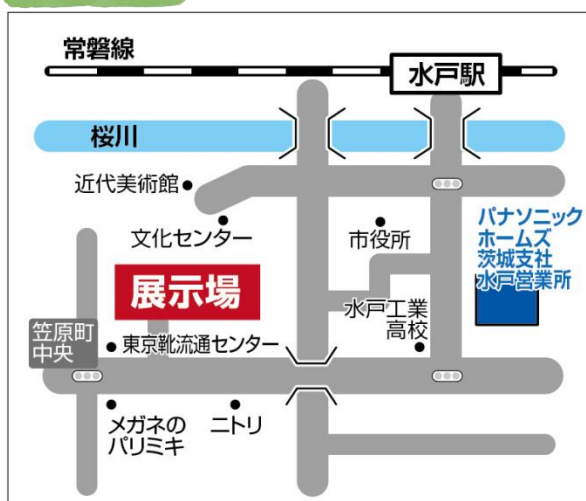 常磐線
水戸駅
桜川
近代美術館
文化センター
市役所
パナソニック
ホームズ
茨城支社
水戸営業所
展示場
水戸工業
高校
笠原町
中央
東京靴流通センター
メガネの
パリミキ
ニトリ